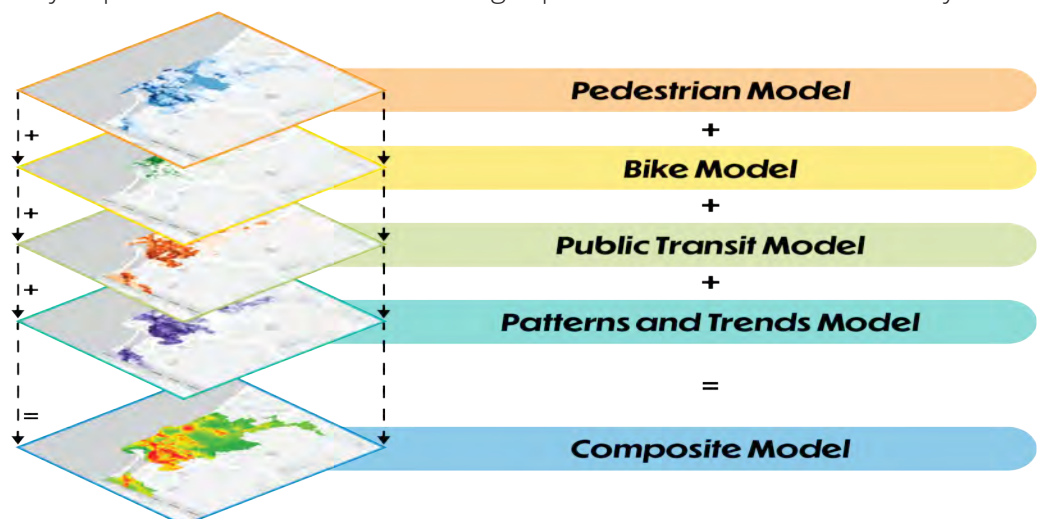 Pedestrian Model
+
+
Bike Model
+
+
Public Transit Model
+
+
Patterns and Trends Model
=
=
Composite Model